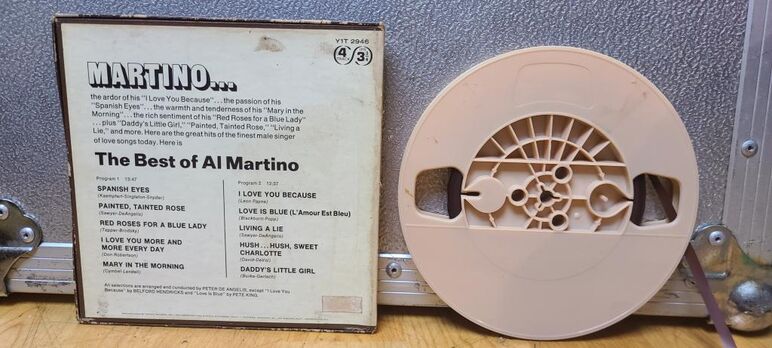 Y1T 2946
4 TRACK 3¾ IPS
MARTINO...
the ardor of his "I Love You Because"...the passion of his
"Spanish Eyes"...the warmth and tenderness of his "Mary in the
Morning"...the rich sentiment of his "Red Roses for a Blue Lady"
...plus "Daddy's Little Girl," "Painted, Tainted Rose," "Living a
Lie," and more. Here are the great hits of the finest male singer
of love songs today. Here is
The Best of Al Martino
Program 1 13:47
SPANISH EYES
(Kaempfert-Singleton-Snyder)
PAINTED, TAINTED ROSE
(Sawyer-DeAngelis)
RED ROSES FOR A BLUE LADY
(Tepper-Brodsky)
I LOVE YOU MORE AND
MORE EVERY DAY
(Don Robertson)
MARY IN THE MORNING
(Cymbal-Lendell)
Program 2 13:37
I LOVE YOU BECAUSE
(Leon Payne)
LOVE IS BLUE (L'Amour Est Bleu)
(Blackburn-Popp)
LIVING A LIE
(Sawyer-DeAngelis)
HUSH...HUSH, SWEET
CHARLOTTE
(David-DeVol)
DADDY'S LITTLE GIRL
(Burke-Gerlach)
All selections are arranged and conducted by PETER DE ANGELIS, except "I Love You
Because" by BELFORD HENDRICKS and "Love is Blue" by PETE KING.